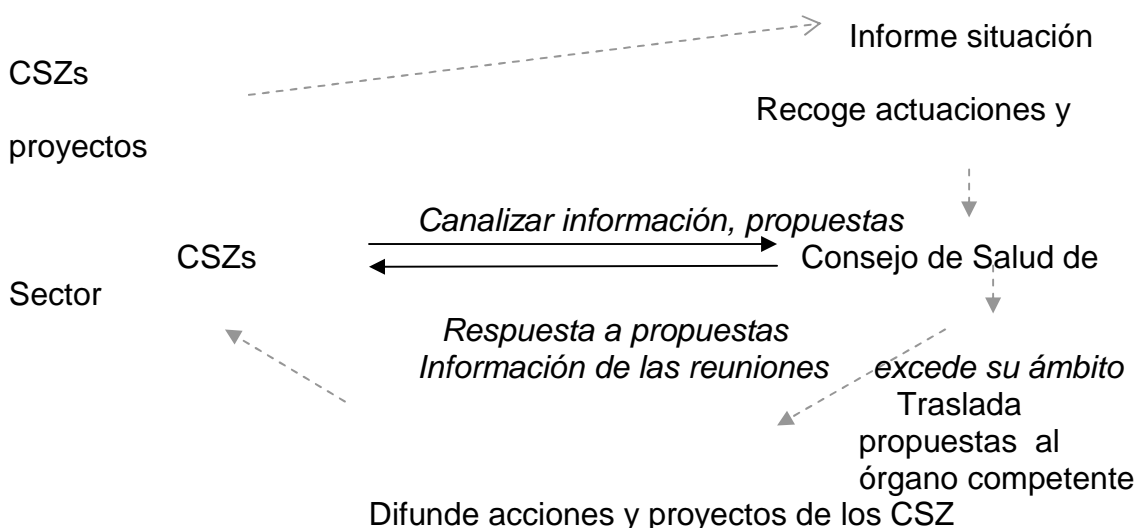 Informe situación
CSZs
Recoge actuaciones y
proyectos
Canalizar información, propuestas
CSZs
Consejo de Salud de
Sector
Respuesta a propuestas
Información de las reuniones
excede su ámbito
Traslada
propuestas al
órgano competente
Difunde acciones y proyectos de los CSZ